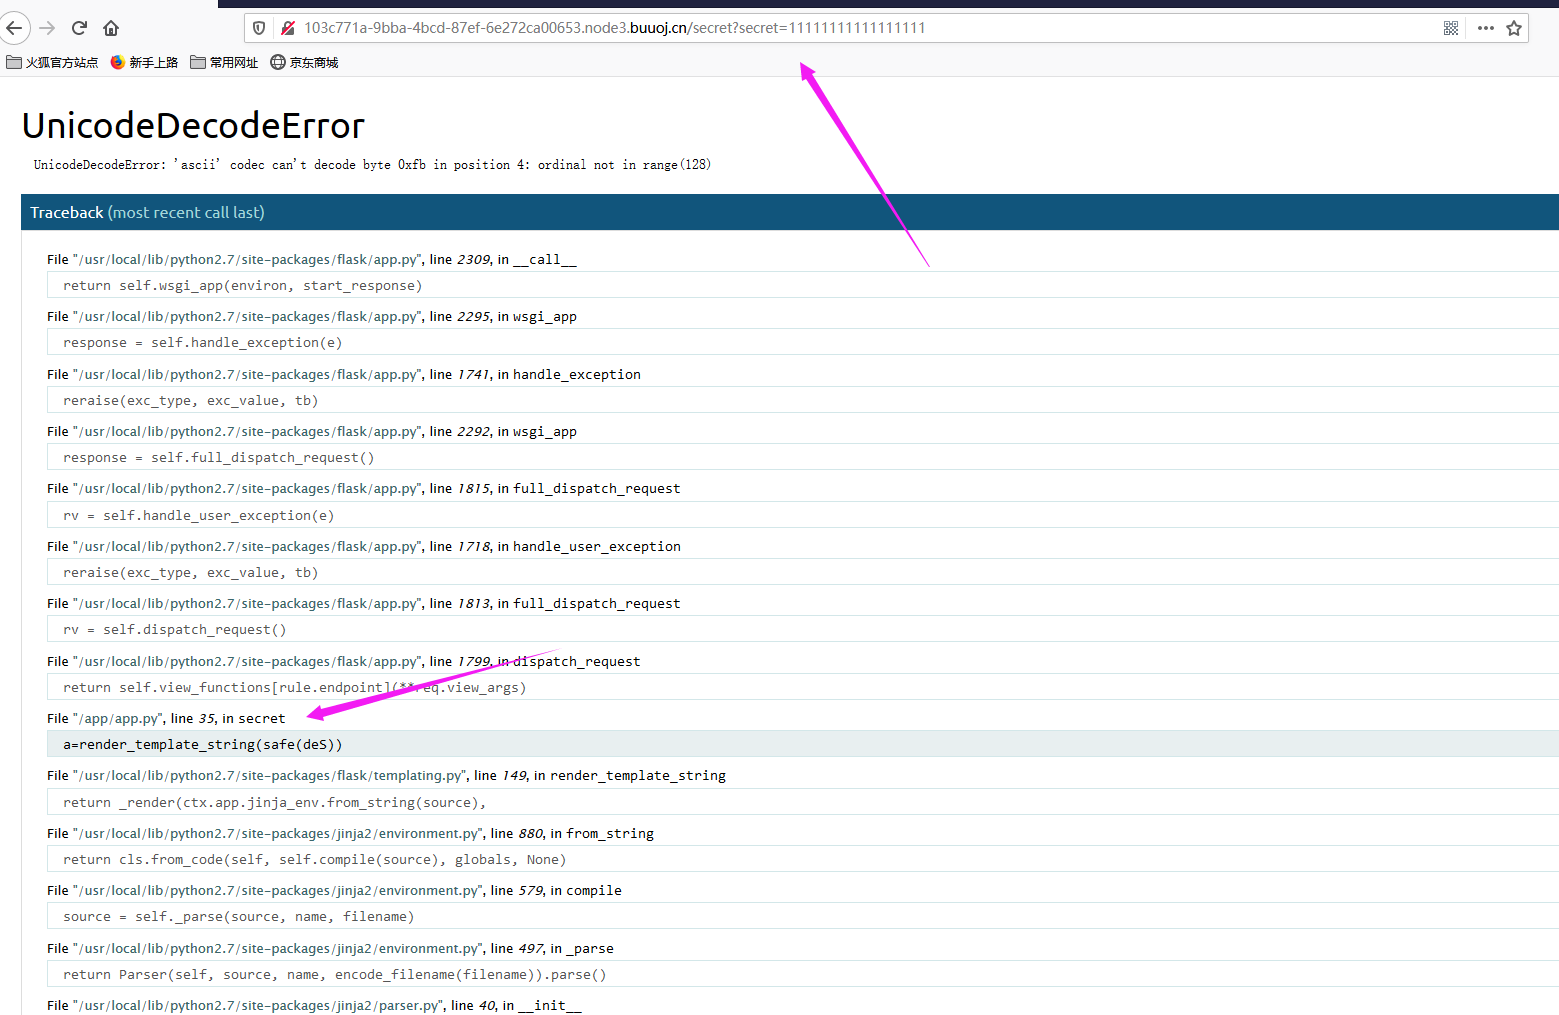 103c771a-9bba-4bcd-87ef-6e272ca00653.node3.buuoj.cn/secret?secret=11111111111111111
火狐官方站点 新手上路 常用网址 京东商城
UnicodeDecodeError
UnicodeDecodeError: 'ascii' codec can't decode byte 0xfb in position 4: ordinal not in range(128)
Traceback (most recent call last)
File "/usr/local/lib/python2.7/site-packages/flask/app.py", line 2309, in __call__
return self.wsgi_app(environ, start_response)
File "/usr/local/lib/python2.7/site-packages/flask/app.py", line 2295, in wsgi_app
response = self.handle_exception(e)
File "/usr/local/lib/python2.7/site-packages/flask/app.py", line 1741, in handle_exception
reraise(exc_type, exc_value, tb)
File "/usr/local/lib/python2.7/site-packages/flask/app.py", line 2292, in wsgi_app
response = self.full_dispatch_request()
File "/usr/local/lib/python2.7/site-packages/flask/app.py", line 1815, in full_dispatch_request
rv = self.handle_user_exception(e)
File "/usr/local/lib/python2.7/site-packages/flask/app.py", line 1718, in handle_user_exception
reraise(exc_type, exc_value, tb)
File "/usr/local/lib/python2.7/site-packages/flask/app.py", line 1813, in full_dispatch_request
rv = self.dispatch_request()
File "/usr/local/lib/python2.7/site-packages/flask/app.py", line 1799, in dispatch_request
return self.view_functions[rule.endpoint](**req.view_args)
File "/app/app.py", line 35, in secret
a=render_template_string(safe(deS))
File "/usr/local/lib/python2.7/site-packages/flask/templating.py", line 149, in render_template_string
return _render(ctx.app.jinja_env.from_string(source),
File "/usr/local/lib/python2.7/site-packages/jinja2/environment.py", line 880, in from_string
return cls.from_code(self, self.compile(source), globals, None)
File "/usr/local/lib/python2.7/site-packages/jinja2/environment.py", line 579, in compile
source = self._parse(source, name, filename)
File "/usr/local/lib/python2.7/site-packages/jinja2/environment.py", line 497, in _parse
return Parser(self, source, name, encode_filename(filename)).parse()
File "/usr/local/lib/python2.7/site-packages/jinja2/parser.py", line 40, in __init__